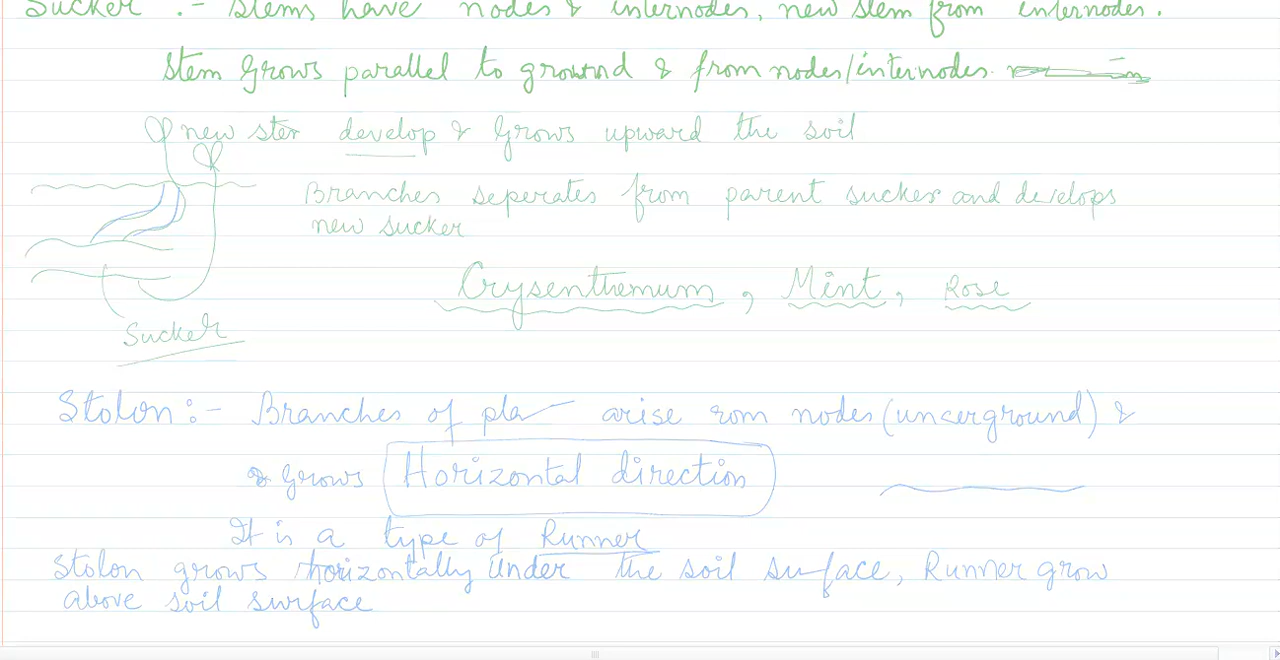 Sucker :- Stems have nodes & internodes, new stem from internodes.
Stem Grows parallel to ground & from nodes/internodes.
new ster develop & Grows upward the soil
Branches seperates from parent sucker and develops
new sucker
Crysenthemum, Mint, Rose
Sucker
Stolon :- Branches of pla arise rom nodes (uncerground) &
& Grows Horizontal direction
It is a type of Runner
Stolon grows horizontally under the soil surface, Runner grow
above soil surface